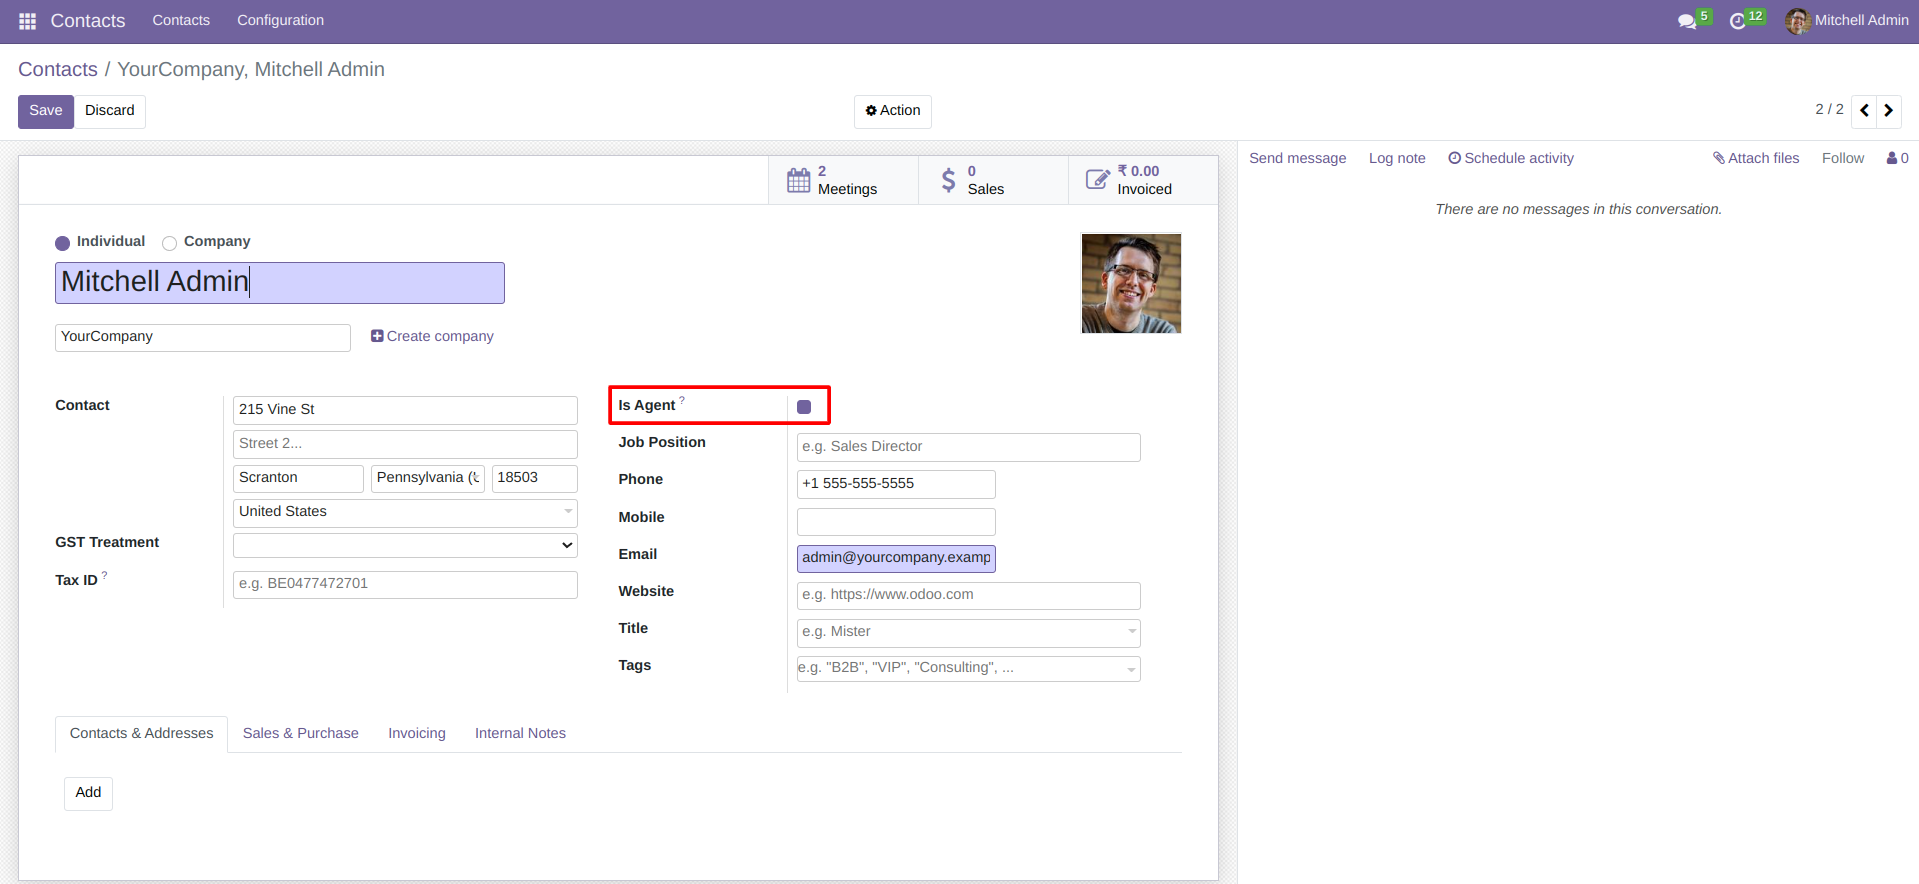 Contacts Contacts Configuration 5 12 Mitchell Admin
Contacts / YourCompany, Mitchell Admin
Save Discard Action 2 / 2
2 Meetings
0 Sales
₹ 0.00 Invoiced
Individual Company
Mitchell Admin
YourCompany Create company
Contact 215 Vine St
Street 2...
Scranton Pennsylvania 18503
United States
GST Treatment
Tax ID ? e.g. BE0477472701
Is Agent ?
Job Position e.g. Sales Director
Phone +1 555-555-5555
Mobile
Email admin@yourcompany.examp
Website e.g. https://www.odoo.com
Title e.g. Mister
Tags e.g. "B2B", "VIP", "Consulting", ...
Contacts & Addresses Sales & Purchase Invoicing Internal Notes
Add
Send message Log note Schedule activity Attach files Follow 0
There are no messages in this conversation.